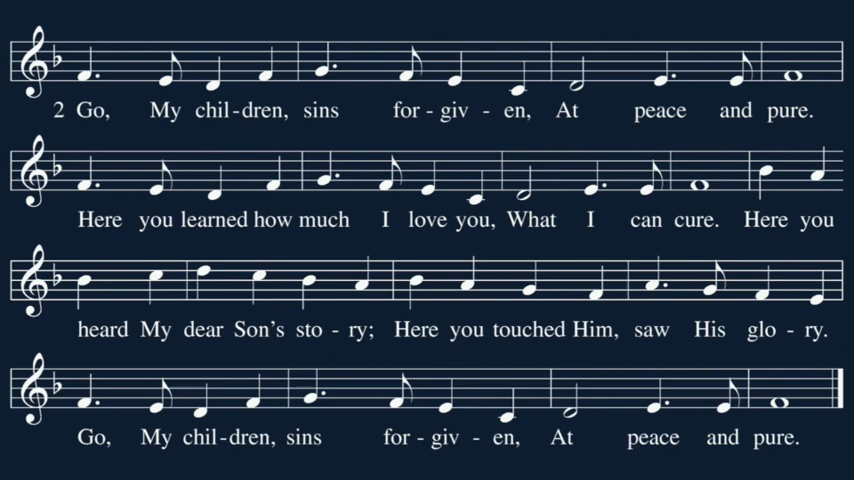 2 Go, My chil-dren, sins for-giv-en, At peace and pure.
Here you learned how much I love you, What I can cure. Here you
heard My dear Son's sto-ry; Here you touched Him, saw His glo-ry.
Go, My chil-dren, sins for-giv-en, At peace and pure.